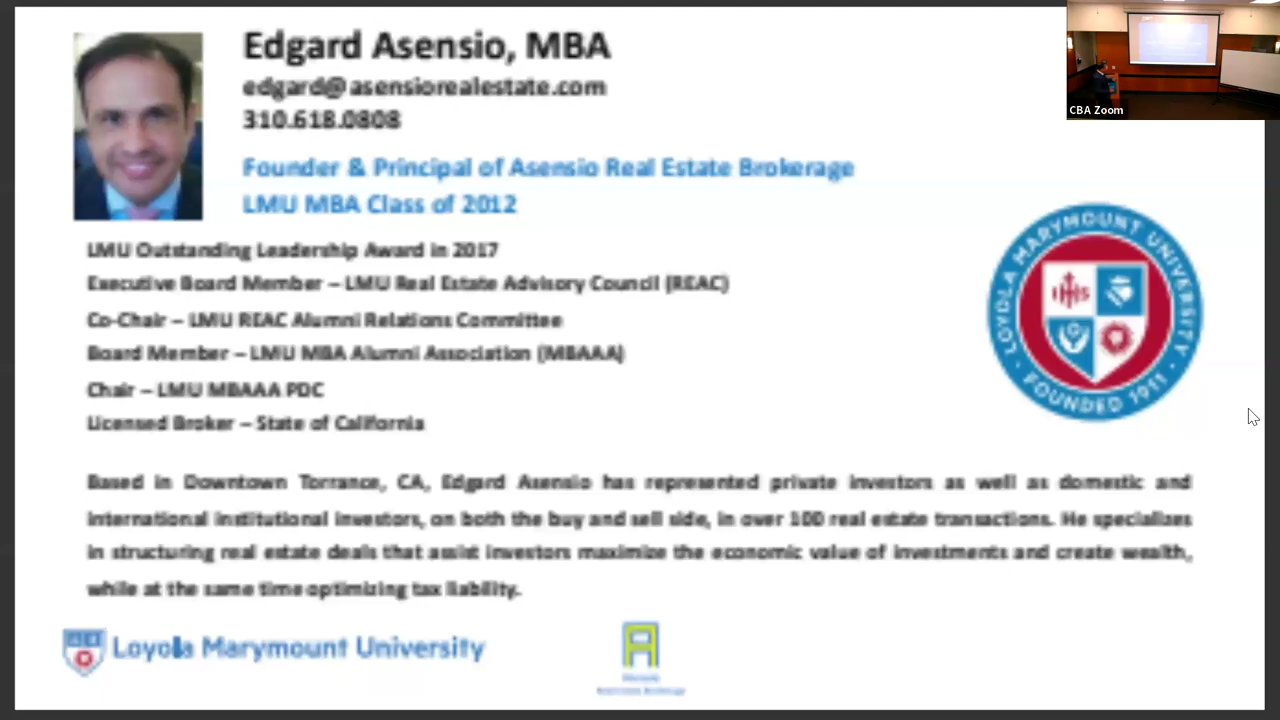 Edgard Asensio, MBA
edgard@asensiorealestate.com
310.618.0808
Founder & Principal of Asensio Real Estate Brokerage
LMU MBA Class of 2012
LMU Outstanding Leadership Award in 2017
Executive Board Member – LMU Real Estate Advisory Council (REAC)
Co-Chair – LMU REAC Alumni Relations Committee
Board Member – LMU MBA Alumni Association (MBAAA)
Chair – LMU MBAAA PDC
Licensed Broker – State of California
Based in Downtown Torrance, CA, Edgard Asensio has represented private investors as well as domestic and
international institutional investors, on both the buy and sell side, in over 100 real estate transactions. He specializes
in structuring real estate deals that assist investors maximize the economic value of investments and create wealth,
while at the same time optimizing tax liability.
Loyola Marymount University
Asensio
Real Estate Brokerage
LOYOLA MARYMOUNT UNIVERSITY
· FOUNDED 1911 ·
IHS
CBA Zoom